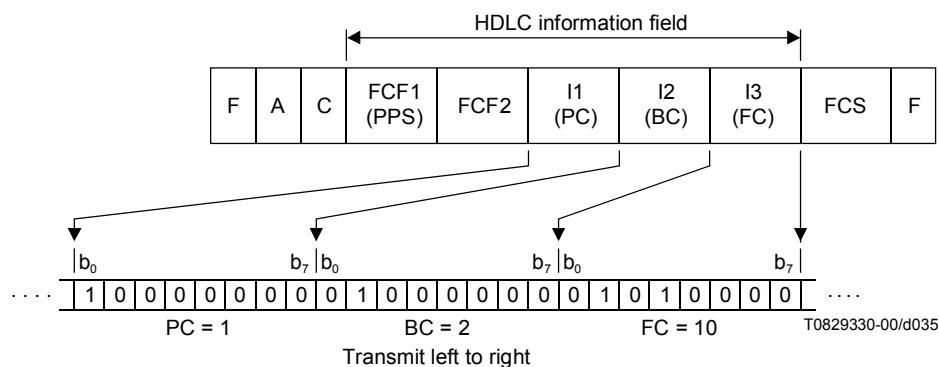 HDLC information field
F A C FCF1 (PPS) FCF2 I1 (PC) I2 (BC) I3 (FC) FCS F
b₀ b₇ b₀ b₇ b₀ b₇
. . . . 1 0 0 0 0 0 0 0 0 1 0 0 0 0 0 0 0 1 0 1 0 0 0 0 . . . .
PC = 1 BC = 2 FC = 10 T0829330-00/d035
Transmit left to right